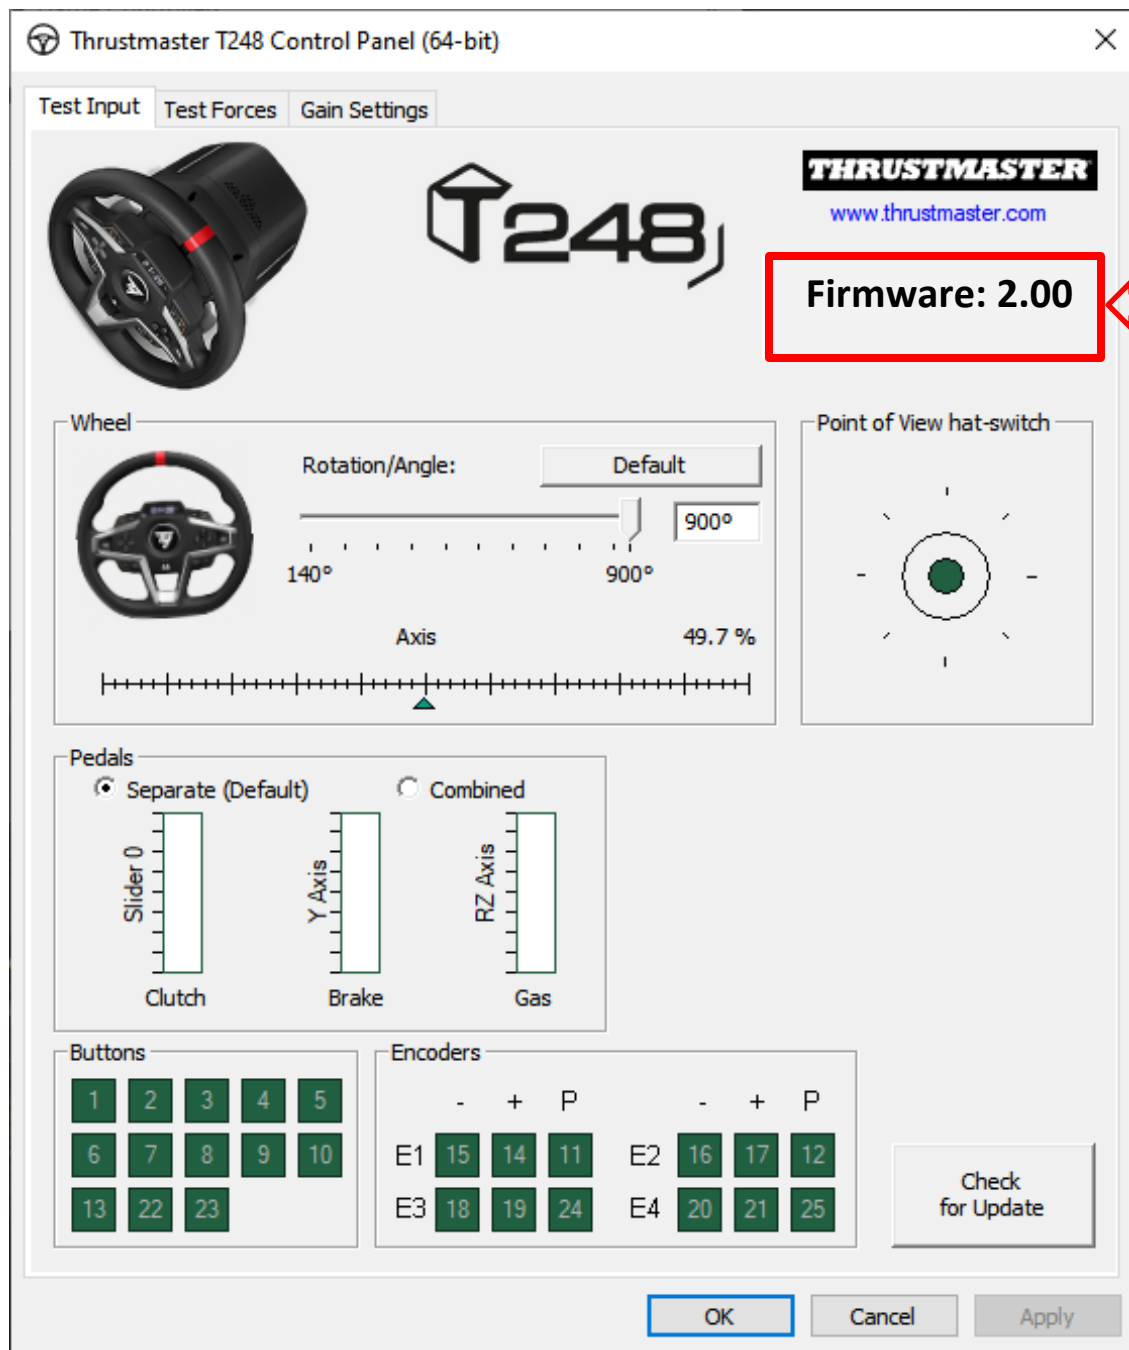 Thrustmaster T248 Control Panel (64-bit)
Test Input Test Forces Gain Settings
T248
THRUSTMASTER
www.thrustmaster.com
Firmware: 2.00
Wheel
Rotation/Angle: Default
900°
140° 900°
Axis 49.7 %
Point of View hat-switch
Pedals
Separate (Default) Combined
Slider 0 Y Axis RZ Axis
Clutch Brake Gas
Buttons
1 2 3 4 5
6 7 8 9 10
13 22 23
Encoders
- + P - + P
E1 15 14 11 E2 16 17 12
E3 18 19 24 E4 20 21 25
Check
for Update
OK Cancel Apply